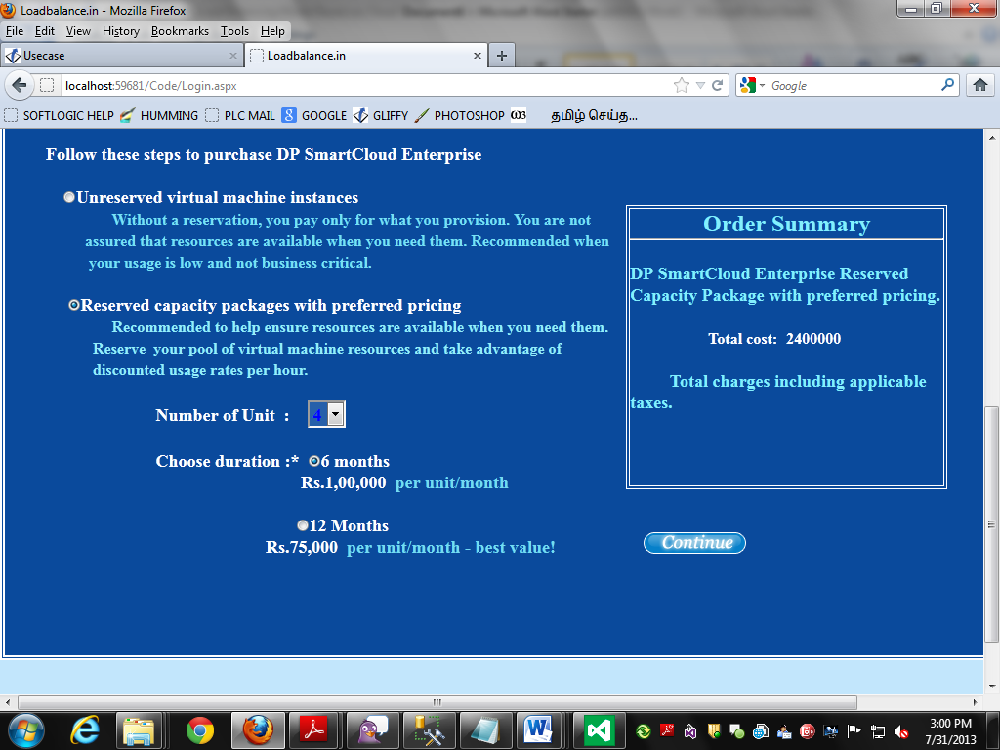 Loadbalance.in - Mozilla Firefox
File Edit View History Bookmarks Tools Help
Usecase
Loadbalance.in
localhost:59681/Code/Login.aspx
Google
SOFTLOGIC HELP HUMMING PLC MAIL GOOGLE GLIFFY PHOTOSHOP தமிழ் செய்த...
Follow these steps to purchase DP SmartCloud Enterprise
Unreserved virtual machine instances
Without a reservation, you pay only for what you provision. You are not
assured that resources are available when you need them. Recommended when
your usage is low and not business critical.
Reserved capacity packages with preferred pricing
Recommended to help ensure resources are available when you need them.
Reserve your pool of virtual machine resources and take advantage of
discounted usage rates per hour.
Number of Unit : 4
Choose duration :* 6 months
Rs.1,00,000 per unit/month
12 Months
Rs.75,000 per unit/month - best value!
Order Summary
DP SmartCloud Enterprise Reserved
Capacity Package with preferred pricing.
Total cost: 2400000
Total charges including applicable
taxes.
Continue
3:00 PM
7/31/2013